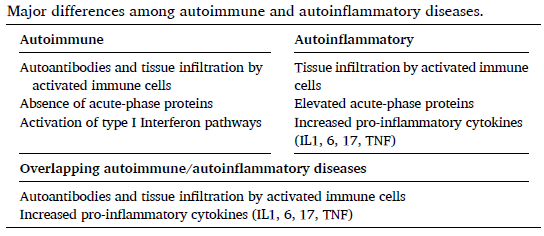 Major differences among autoimmune and autoinflammatory diseases.
Autoimmune
Autoantibodies and tissue infiltration by
activated immune cells
Absence of acute-phase proteins
Activation of type I Interferon pathways
Autoinflammatory
Tissue infiltration by activated immune
cells
Elevated acute-phase proteins
Increased pro-inflammatory cytokines
(IL1, 6, 17, TNF)
Overlapping autoimmune/autoinflammatory diseases
Autoantibodies and tissue infiltration by activated immune cells
Increased pro-inflammatory cytokines (IL1, 6, 17, TNF)